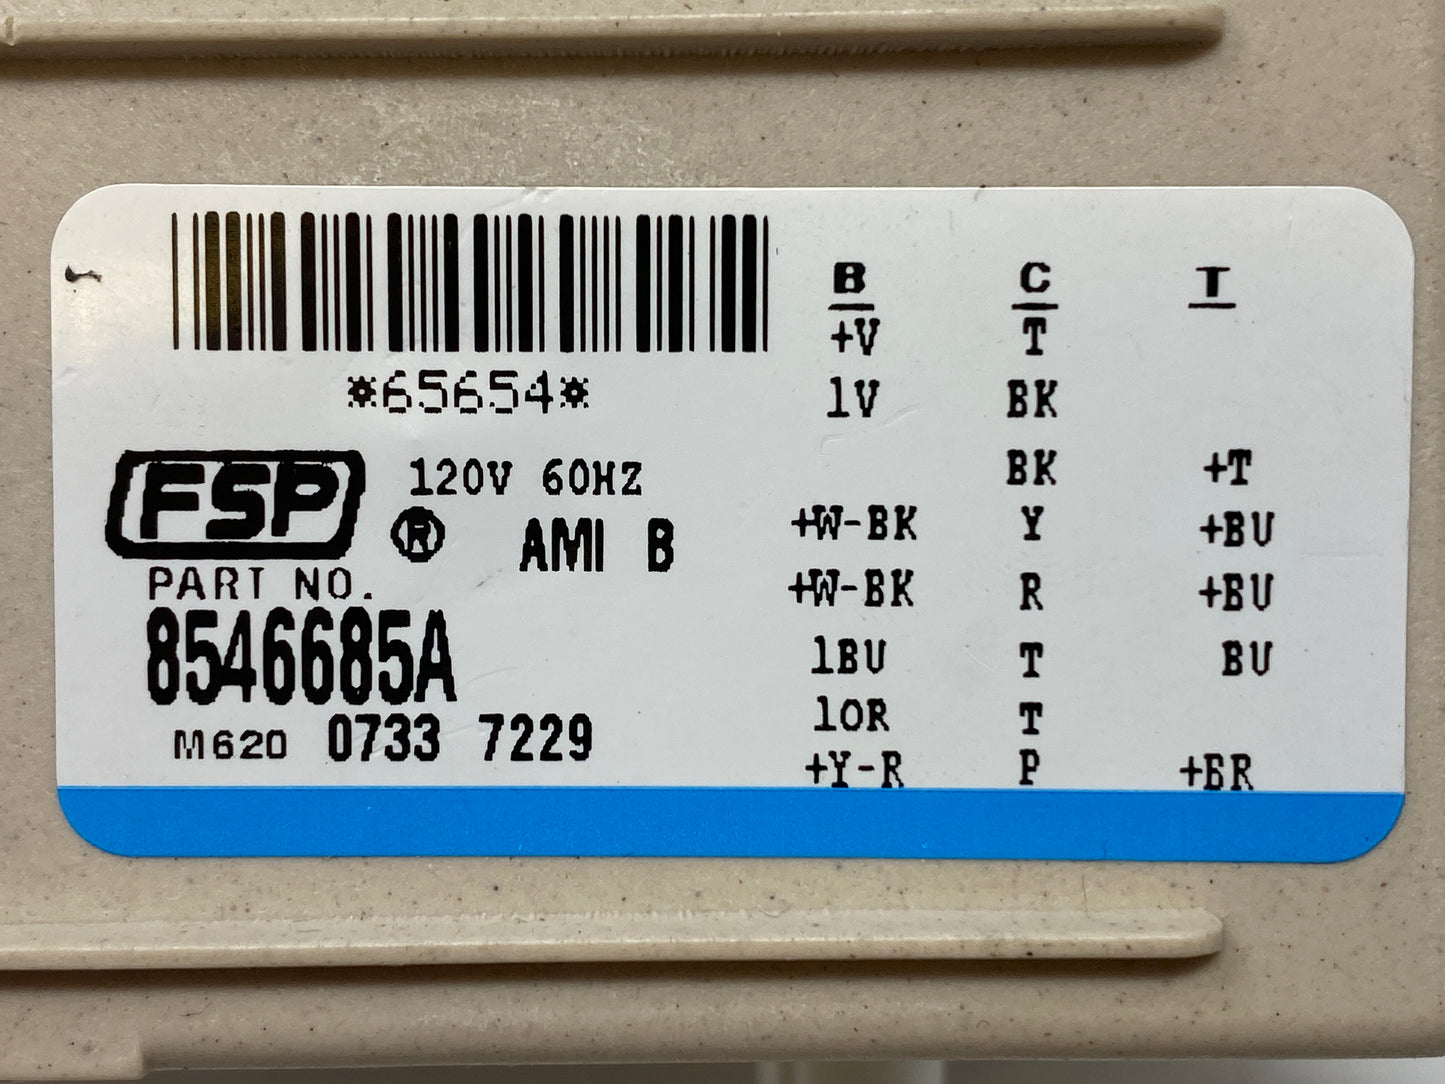 *65654*
FSP ® 120V 60HZ
AMI B
PART NO.
8546685A
M620 0733 7229
B C T
+V T
1V BK
BK +T
+W-BK Y +BU
+W-BK R +BU
1BU T BU
1OR T
+Y-R P +BR